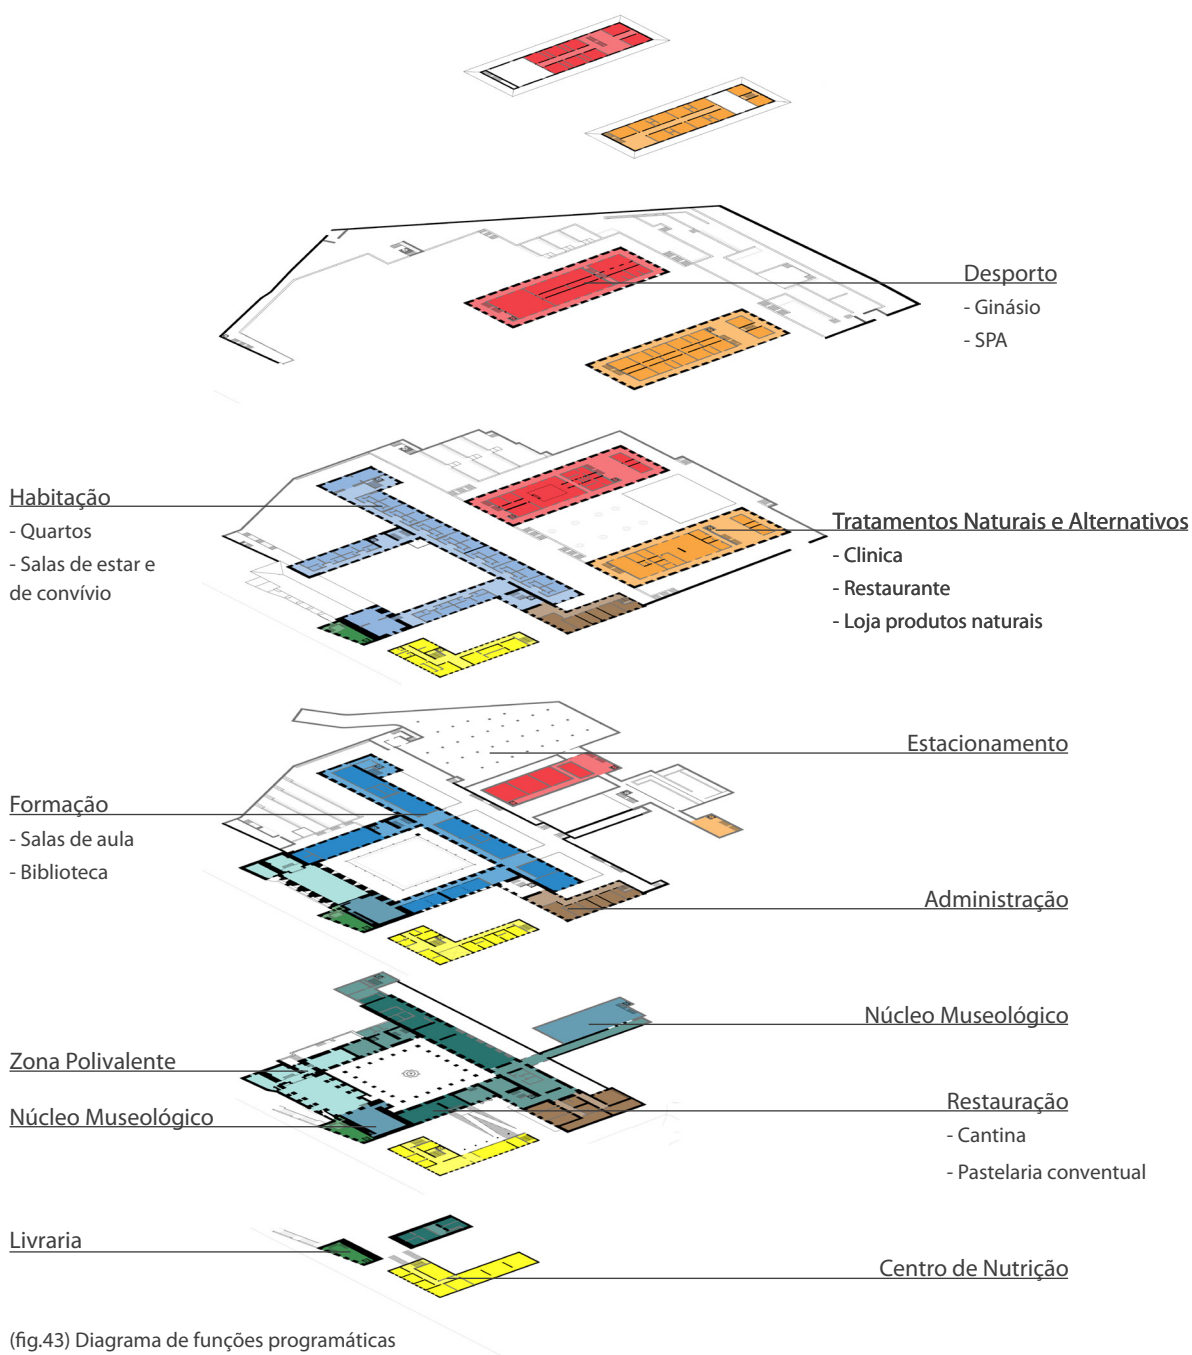 Desporto
- Ginásio
- SPA
Habitação
- Quartos
- Salas de estar e
de convívio
Tratamentos Naturais e Alternativos
- Clinica
- Restaurante
- Loja produtos naturais
Estacionamento
Formação
- Salas de aula
- Biblioteca
Administração
Núcleo Museológico
Zona Polivalente
Núcleo Museológico
Restauração
- Cantina
- Pastelaria conventual
Livraria
Centro de Nutrição
(fig.43) Diagrama de funções programáticas